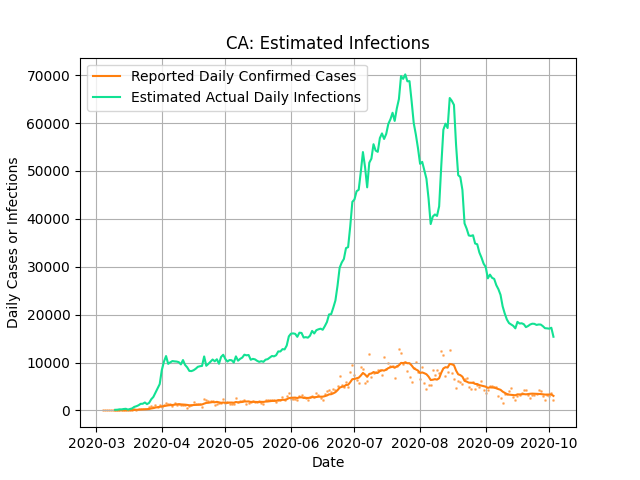 CA: Estimated Infections
Reported Daily Confirmed Cases
Estimated Actual Daily Infections
Daily Cases or Infections
70000
60000
50000
40000
30000
20000
10000
0
2020-03 2020-04 2020-05 2020-06 2020-07 2020-08 2020-09 2020-10
Date